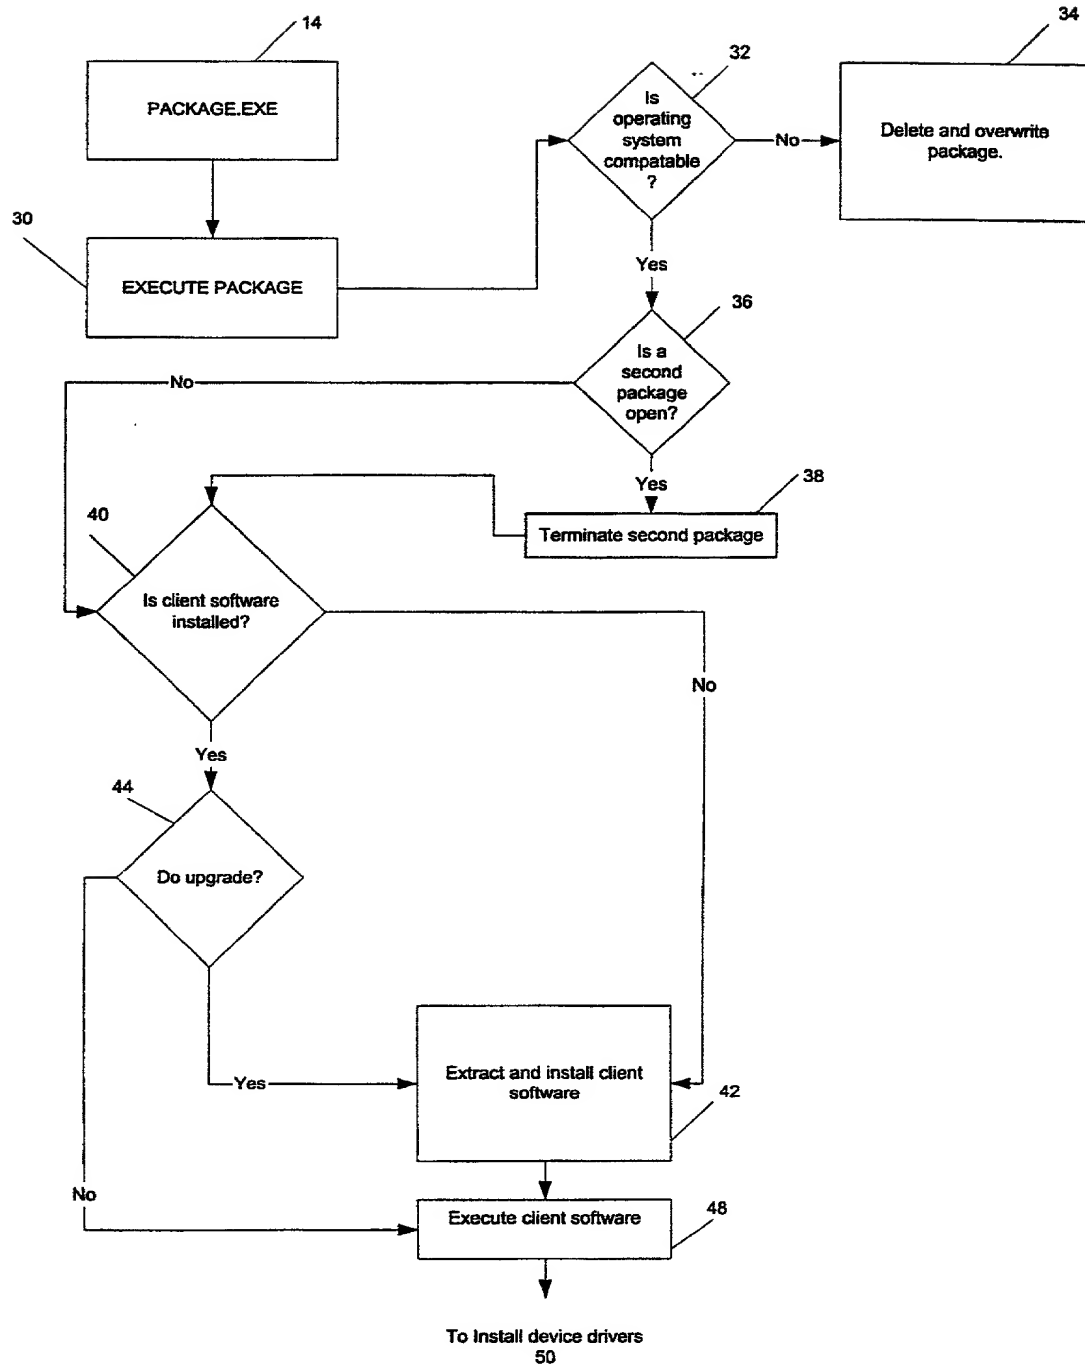 14
34
32
PACKAGE.EXE
Is
operating
system
compatable
?
No
Delete and overwrite
package.
30
EXECUTE PACKAGE
Yes
36
Is a
second
package
open?
No
Yes
38
Terminate second package
40
Is client software
installed?
No
Yes
44
Do upgrade?
Extract and install client
software
Yes
42
No
Execute client software
48
To Install device drivers
50